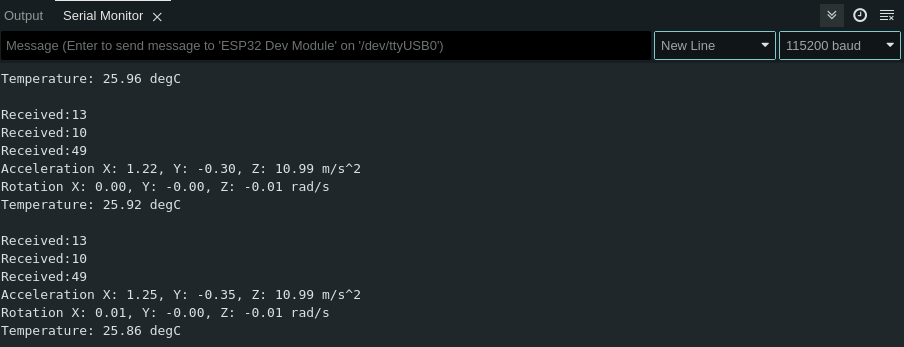 Output Serial Monitor
Message (Enter to send message to 'ESP32 Dev Module' on '/dev/ttyUSB0') New Line 115200 baud
Temperature: 25.96 degC
Received:13
Received:10
Received:49
Acceleration X: 1.22, Y: -0.30, Z: 10.99 m/s^2
Rotation X: 0.00, Y: -0.00, Z: -0.01 rad/s
Temperature: 25.92 degC
Received:13
Received:10
Received:49
Acceleration X: 1.25, Y: -0.35, Z: 10.99 m/s^2
Rotation X: 0.01, Y: -0.00, Z: -0.01 rad/s
Temperature: 25.86 degC